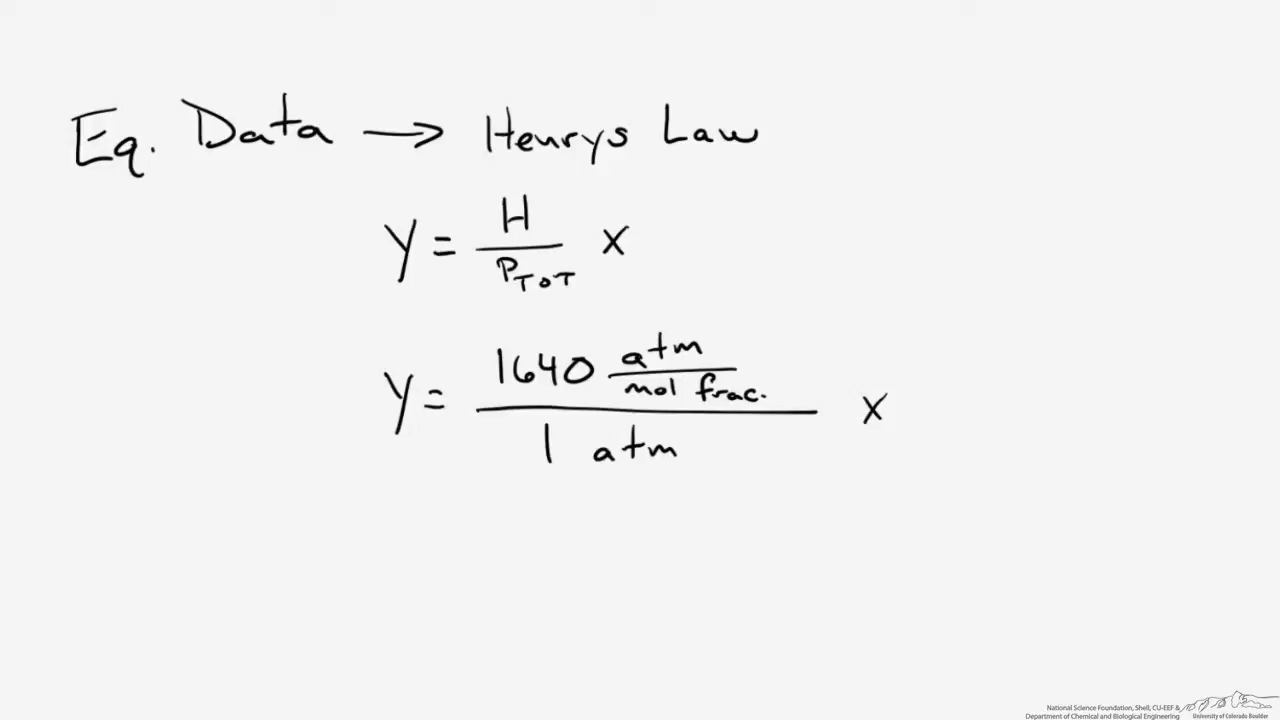 Eq. Data → Henrys Law
Y = H / P_TOT x
Y = 1640 atm / mol frac. / 1 atm x
National Science Foundation, Shell, CU-EEF &
Department of Chemical and Biological Engineering
University of Colorado Boulder